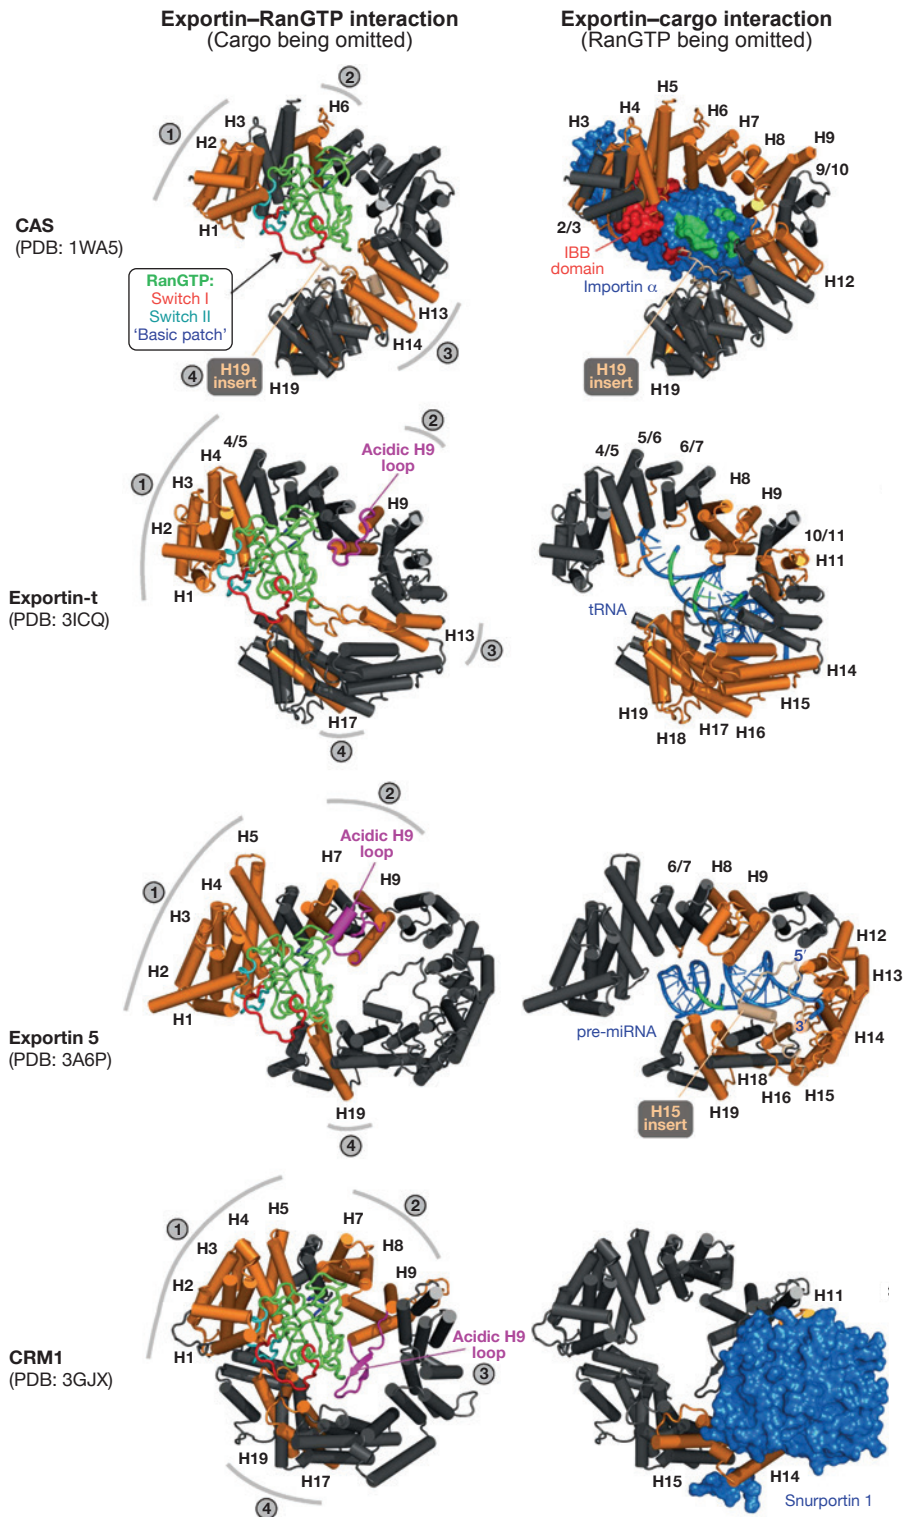 Exportin–RanGTP interaction
(Cargo being omitted)
Exportin–cargo interaction
(RanGTP being omitted)
CAS
(PDB: 1WA5)
1
2
H3
H6
H2
H1
RanGTP:
Switch I
Switch II
'Basic patch'
H13
H14
3
4
H19
insert
H19
H5
H4
H6
H3
H7
H8
H9
9/10
2/3
IBB
domain
Importin α
H12
H19
insert
H19
Exportin-t
(PDB: 3ICQ)
1
2
4/5
H4
Acidic H9
loop
H3
H9
H2
H1
H13
3
H17
4
5/6
6/7
4/5
H8
H9
10/11
H11
tRNA
H14
H15
H19
H17
H16
H18
Exportin 5
(PDB: 3A6P)
1
2
H5
Acidic H9
loop
H7
H9
H4
H3
H2
H1
H19
4
6/7
H8
H9
H12
5′
H13
pre-miRNA
3′
H14
H18
H16
H15
H19
H15
insert
CRM1
(PDB: 3GJX)
1
2
H5
H4
H7
H3
H8
H2
H9
H1
Acidic H9
loop
3
H19
H17
4
H11
H15
H14
Snurportin 1